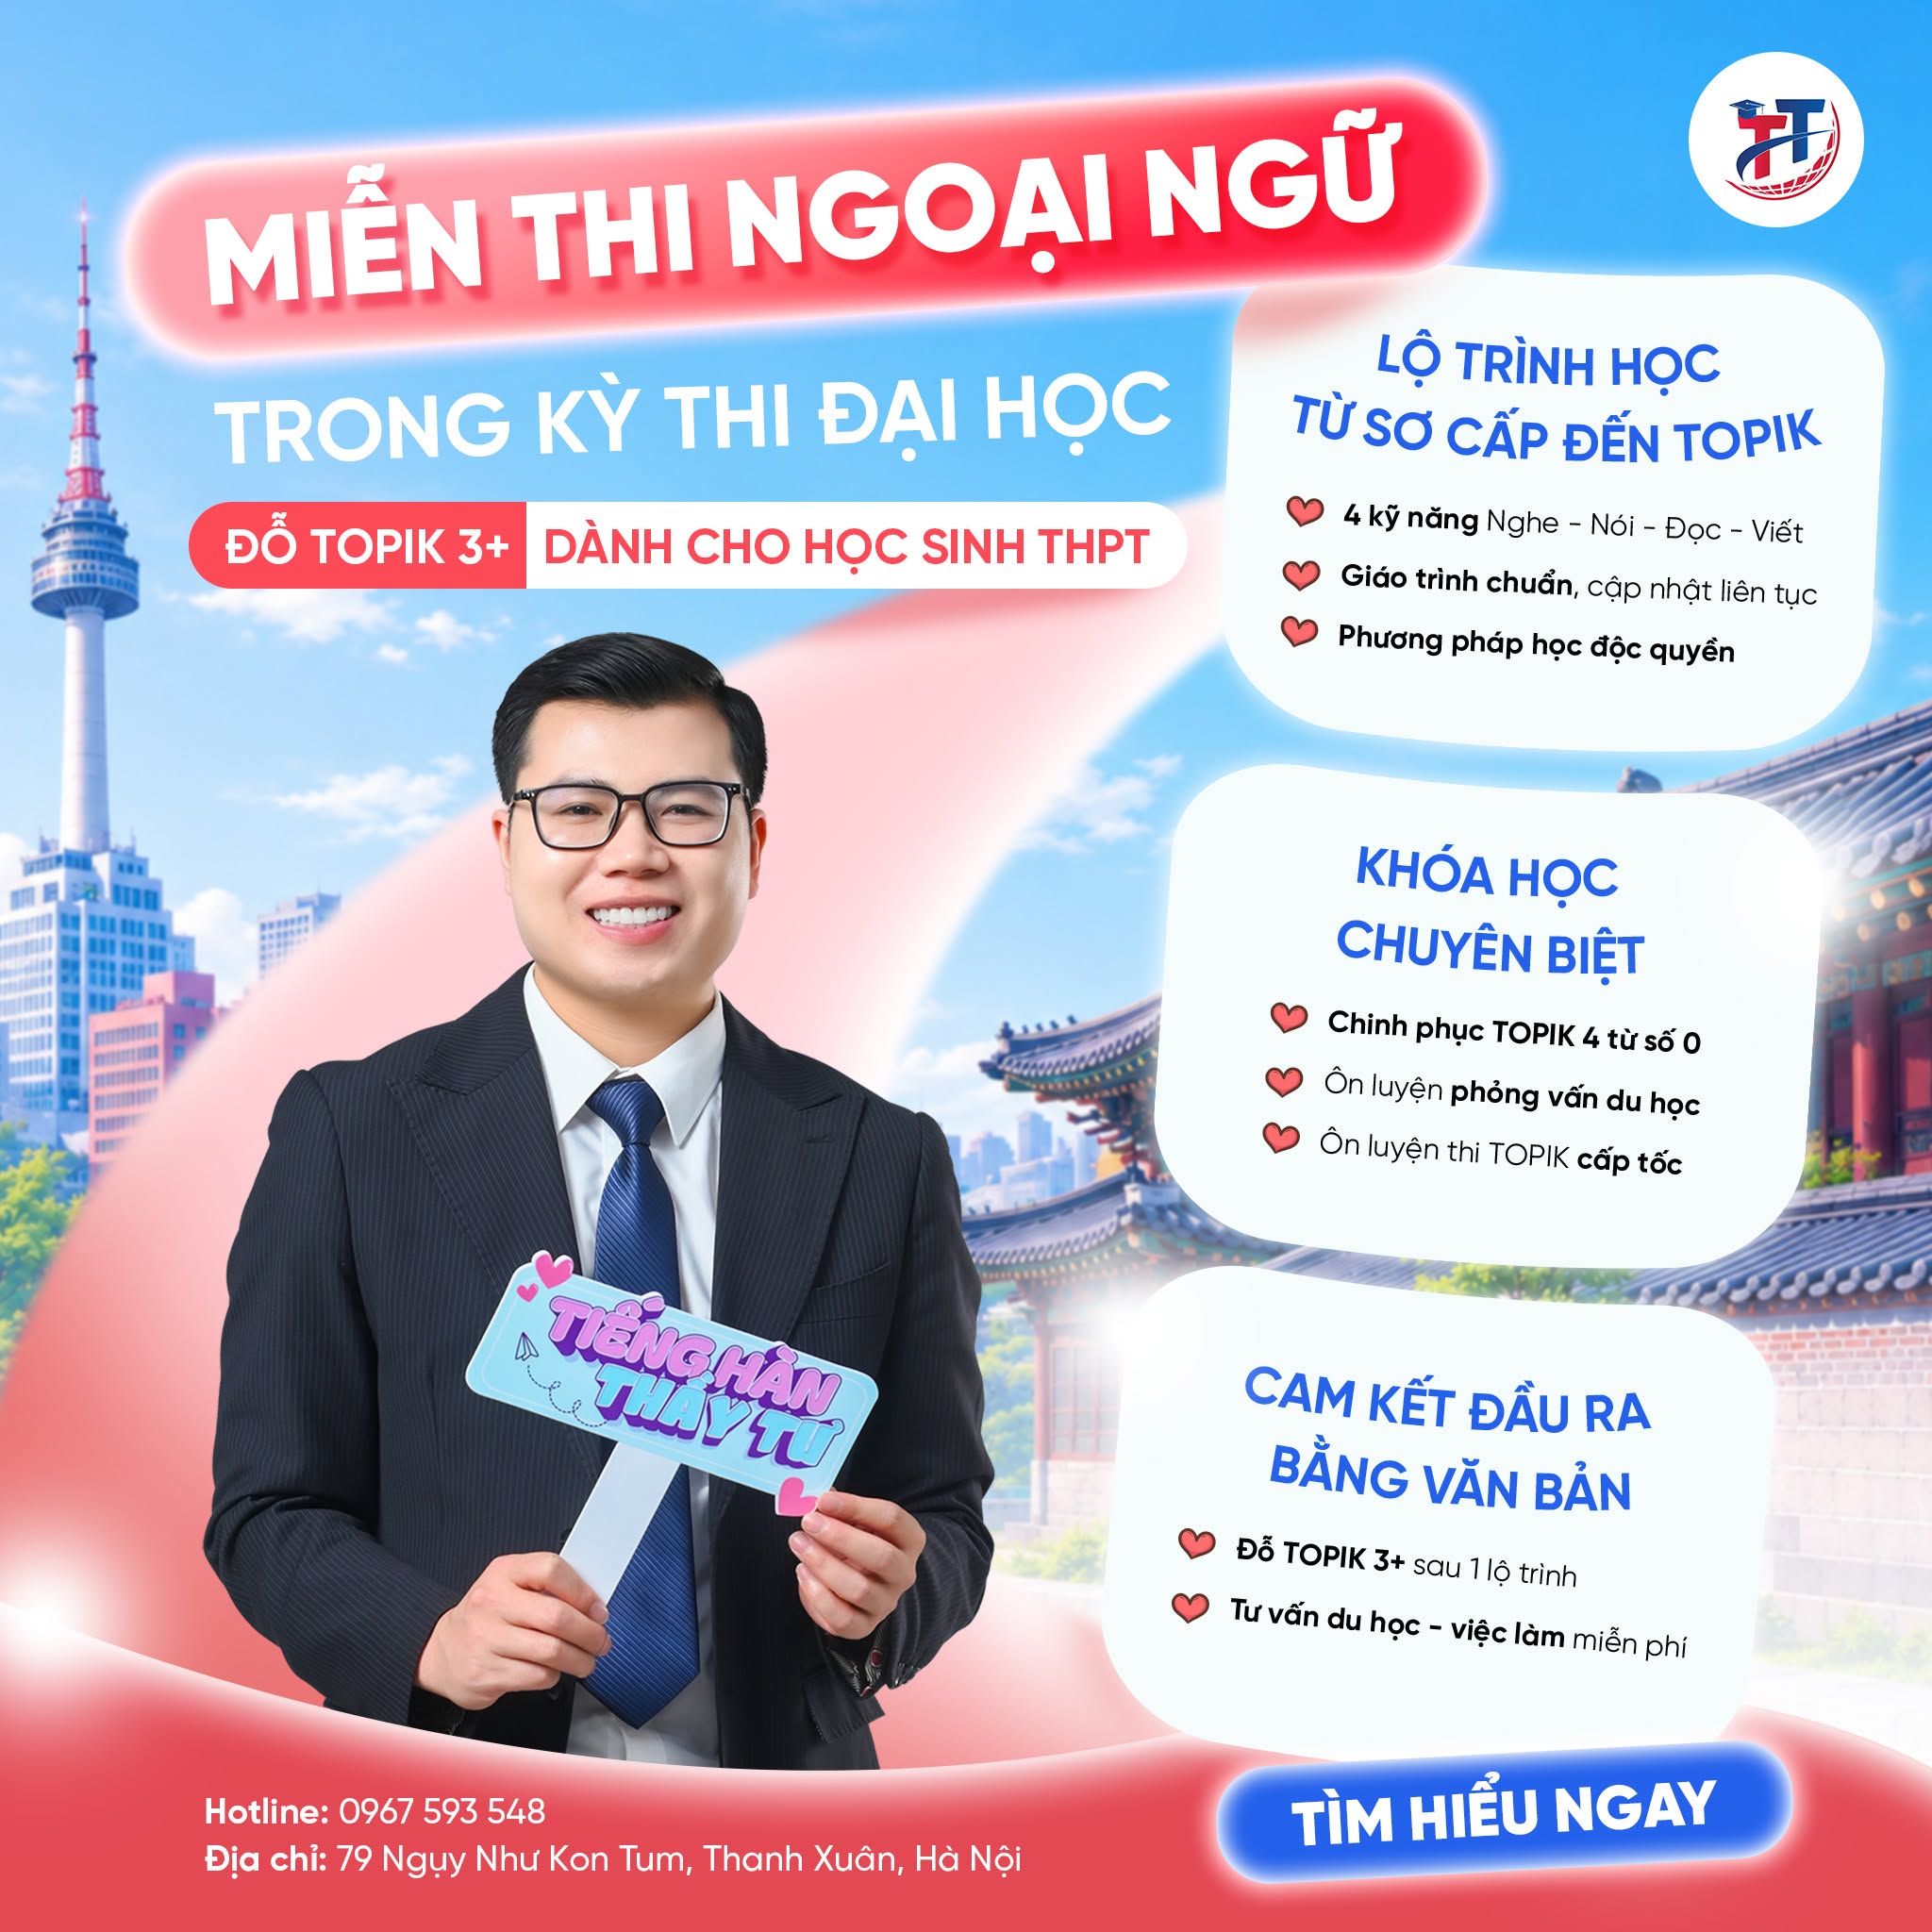 MIỄN THI NGOẠI NGỮ
TRONG KỲ THI ĐẠI HỌC
ĐỖ TOPIK 3+ DÀNH CHO HỌC SINH THPT
TT
LỘ TRÌNH HỌC
TỪ SƠ CẤP ĐẾN TOPIK
4 kỹ năng Nghe - Nói - Đọc - Viết
Giáo trình chuẩn, cập nhật liên tục
Phương pháp học độc quyền
KHÓA HỌC
CHUYÊN BIỆT
Chinh phục TOPIK 4 từ số 0
Ôn luyện phỏng vấn du học
Ôn luyện thi TOPIK cấp tốc
TIẾNG HÀN
THẦY TƯ
CAM KẾT ĐẦU RA
BẰNG VĂN BẢN
Đỗ TOPIK 3+ sau 1 lộ trình
Tư vấn du học - việc làm miễn phí
TÌM HIỂU NGAY
Hotline: 0967 593 548
Địa chỉ: 79 Ngụy Như Kon Tum, Thanh Xuân, Hà Nội